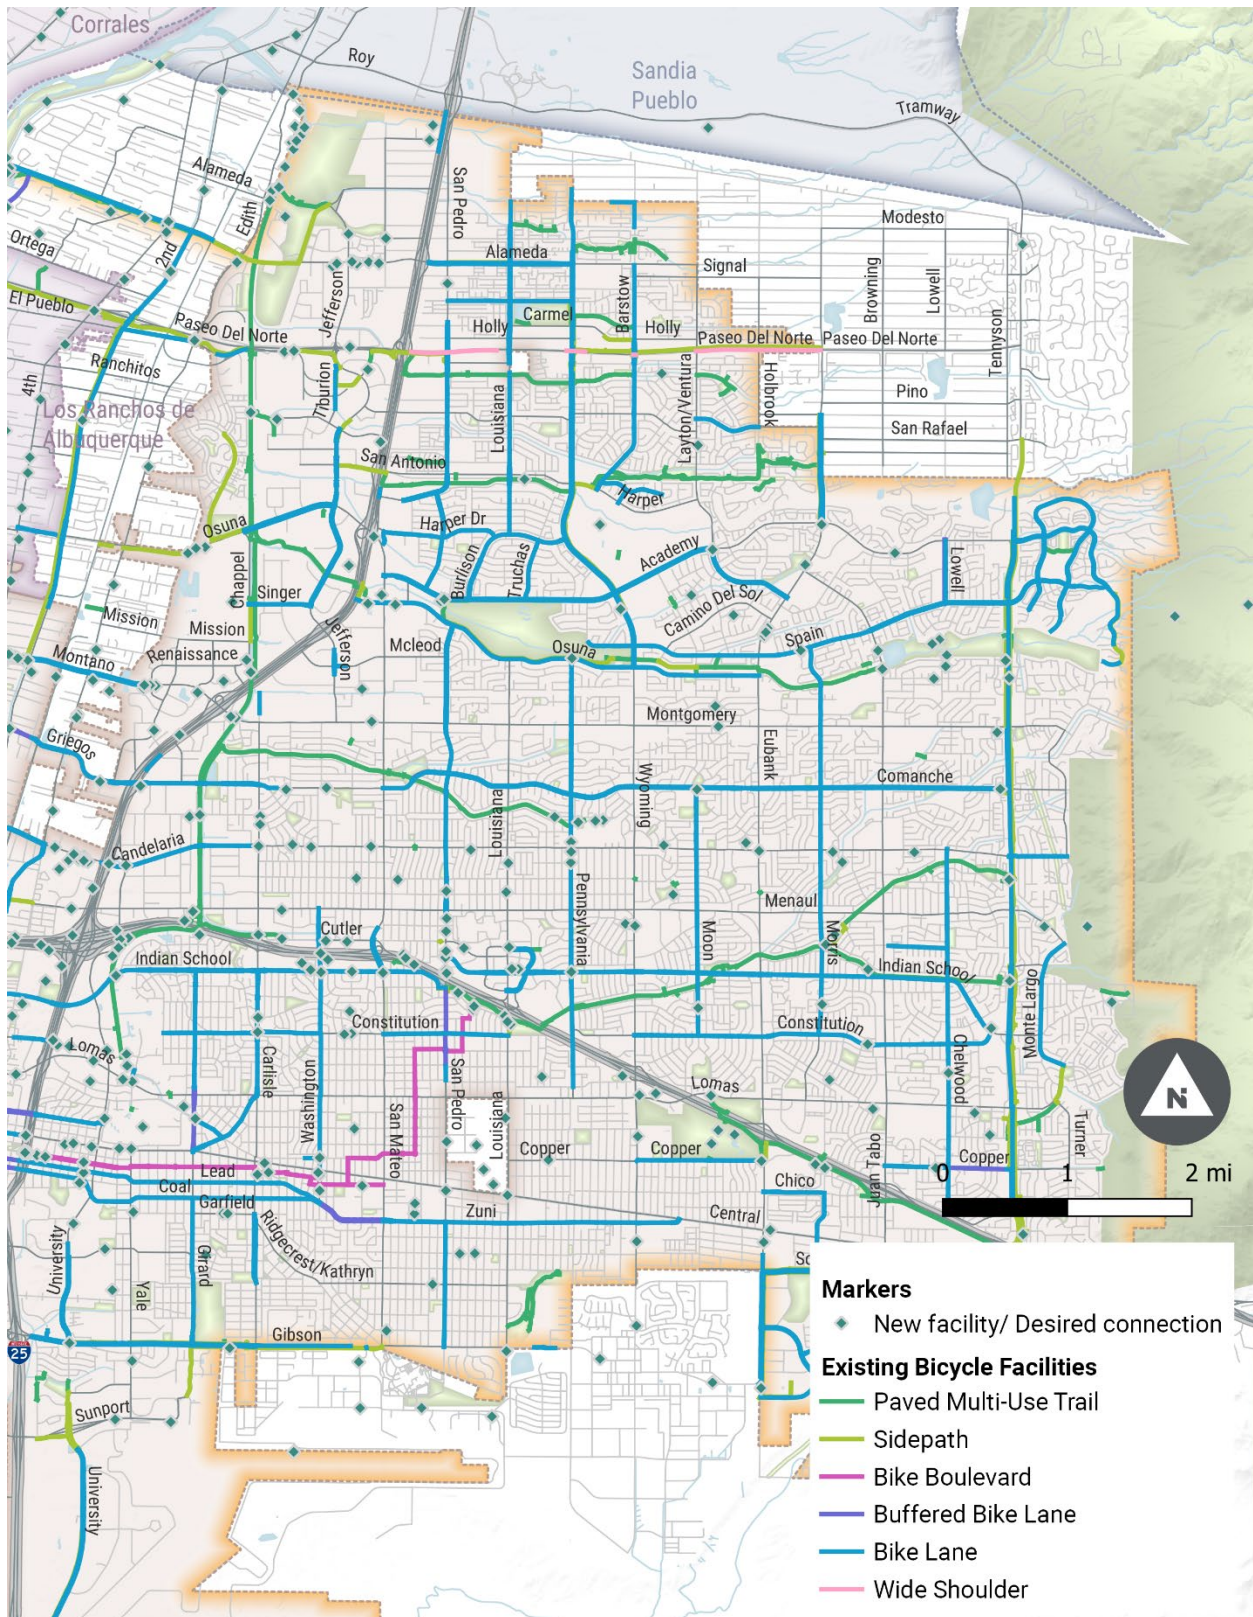 Corrales
Roy
Sandia
Pueblo
Tramway
Alameda
San Pedro
Edith
Modesto
Ortega
2nd
Alameda
Signal
Jefferson
Browning
Lowell
El Pueblo
Barstow
Carmel
Paseo Del Norte
Holly
Holly
Paseo Del Norte
Paseo Del Norte
Tennyson
Ranchitos
4th
Tiburion
Layton/Ventura
Holbrook
Pino
Los Ranchos de
Albuquerque
Louisiana
San Rafael
San Antonio
Harper
Osuna
Harper Dr
Academy
Chappel
Burlison
Truchas
Lowell
Singer
Camino Del Sol
Mission
Mission
Jefferson
Mcleod
Osuna
Spain
Renaissance
Montano
Montgomery
Griegos
Eubank
Wyoming
Comanche
Louisiana
Candelaria
Pennsylvania
Menaul
Cutler
Moon
Morris
Indian School
Indian School
Monte Largo
Constitution
Constitution
Lomas
Carlisle
Washington
San Pedro
Chelwood
Lomas
N
San Mateo
Louisiana
Turner
Copper
Copper
Juan Tabo
Copper
Lead
0 1 2 mi
Coal
Chico
Garfield
Zuni
Central
University
Girard
Ridgecrest/Kathryn
Yale
So
Gibson
25
Sunport
University
Markers
New facility/ Desired connection
Existing Bicycle Facilities
Paved Multi-Use Trail
Sidepath
Bike Boulevard
Buffered Bike Lane
Bike Lane
Wide Shoulder